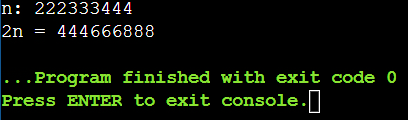 n: 222333444
2n = 444666888
...Program finished with exit code 0
Press ENTER to exit console.